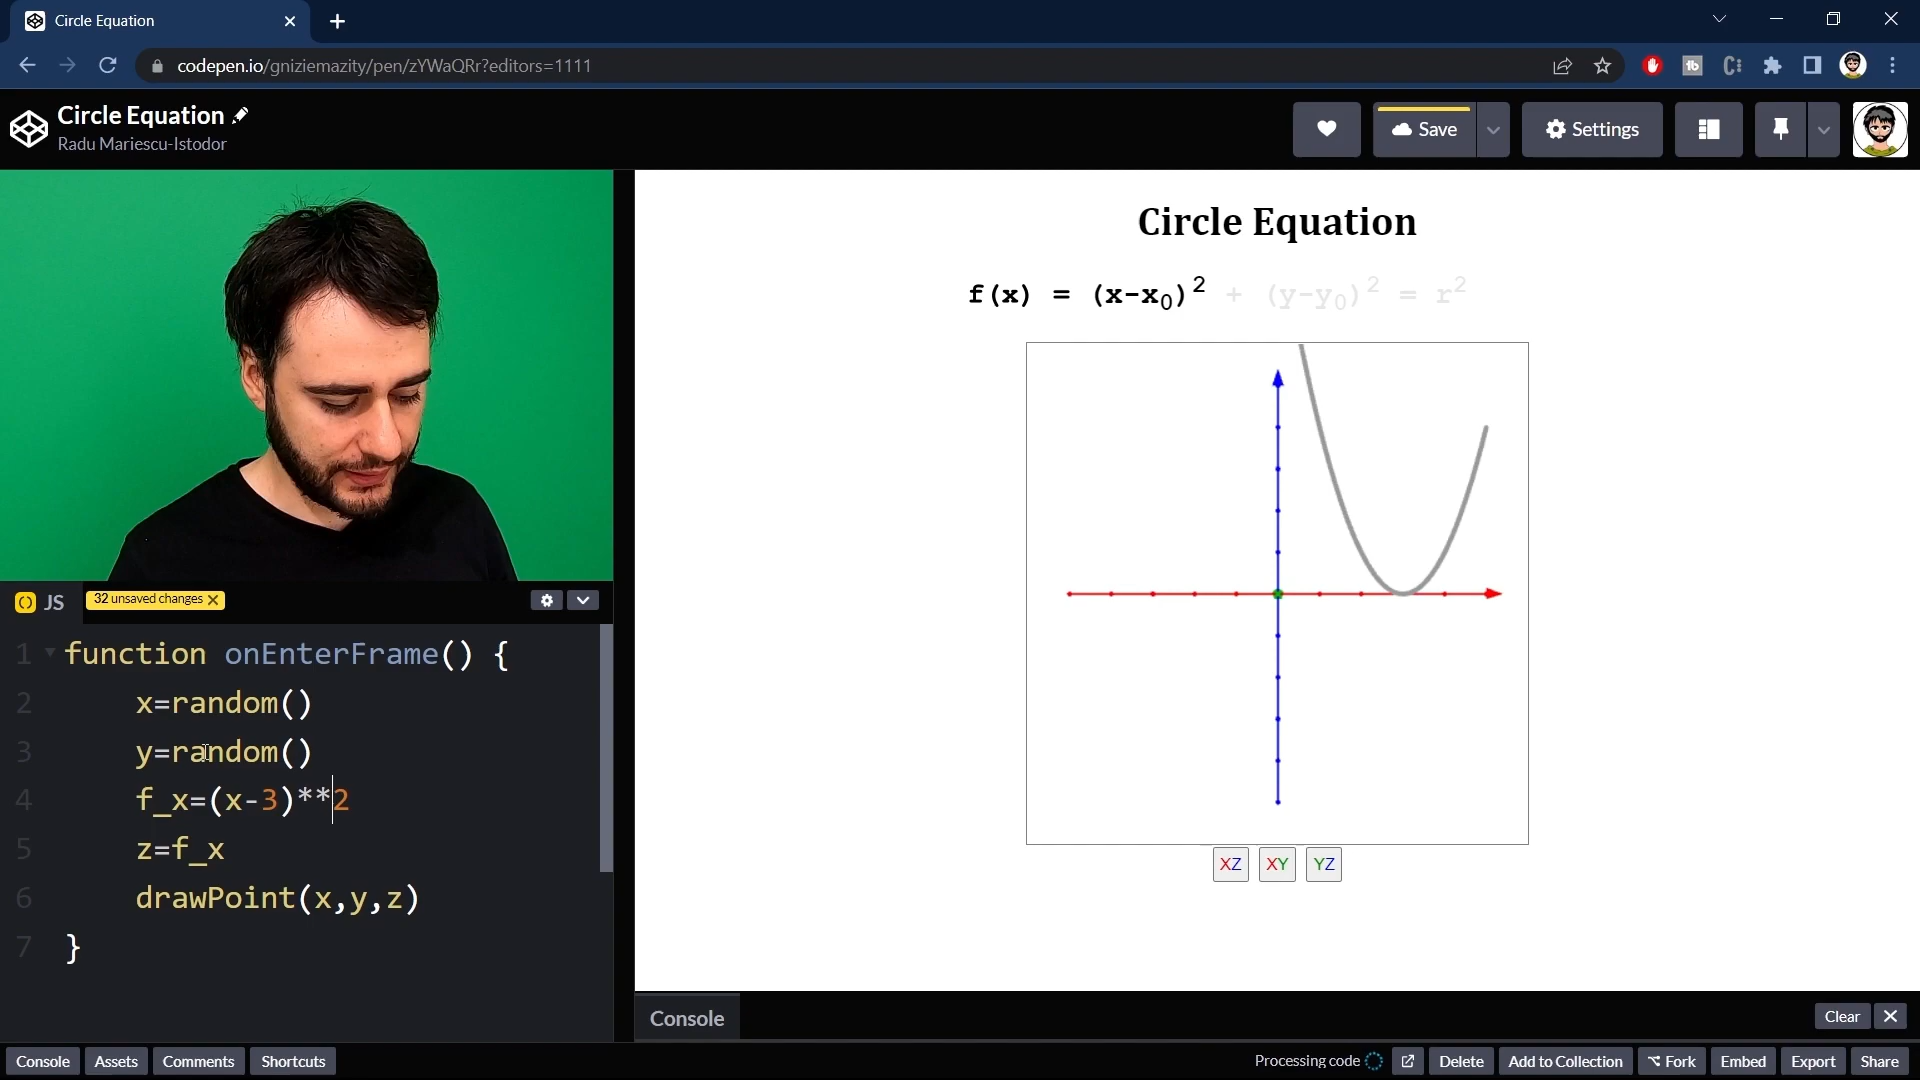 Circle Equation
codepen.io/gniziemazity/pen/zYWaQRr?editors=1111
Circle Equation
Radu Mariescu-Istodor
Save
Settings
Circle Equation
f(x) = (x-x0)2 + (y-y0)2 = r2
XZ XY YZ
JS
32 unsaved changes
1 function onEnterFrame() {
2 x=random()
3 y=random()
4 f_x=(x-3)**2
5 z=f_x
6 drawPoint(x,y,z)
7 }
Console
Clear
Console Assets Comments Shortcuts
Processing code
Delete Add to Collection Fork Embed Export Share